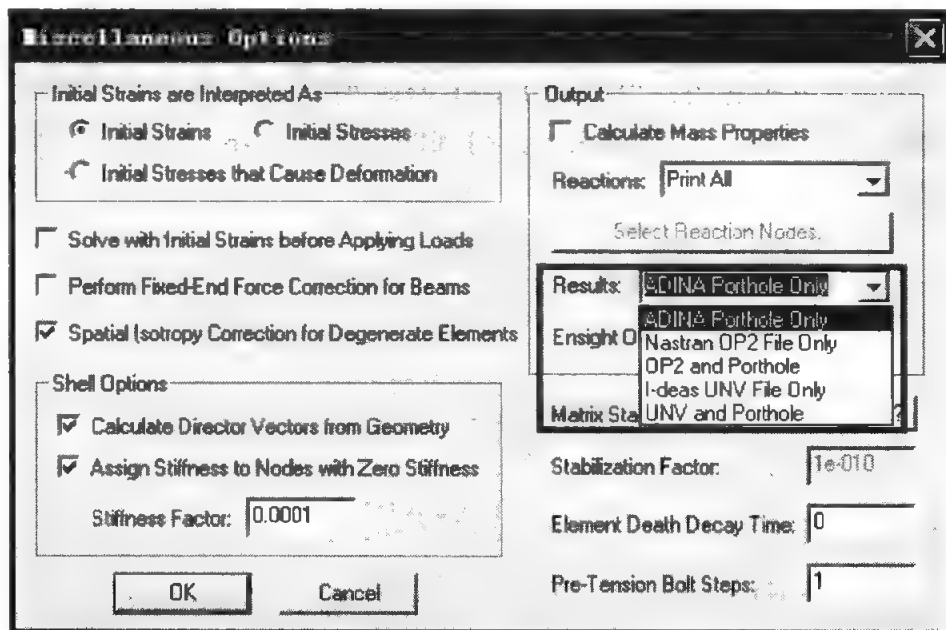 Miscellaneous Options
Initial Strains are Interpreted As
Initial Strains
Initial Stresses
Initial Stresses that Cause Deformation
Solve with Initial Strains before Applying Loads
Perform Fixed-End Force Correction for Beams
Spatial Isotropy Correction for Degenerate Elements
Shell Options
Calculate Director Vectors from Geometry
Assign Stiffness to Nodes with Zero Stiffness
Stiffness Factor: 0.0001
OK
Cancel
Output
Calculate Mass Properties
Reactions: Print All
Select Reaction Nodes.
Results: ADINA Porthole Only
ADINA Porthole Only
Nastran OP2 File Only
OP2 and Porthole
I-deas UNV File Only
UNV and Porthole
Ensight O
Matrix Sta
?
Stabilization Factor: 1e-010
Element Death Decay Time: 0
Pre-Tension Bolt Steps: 1